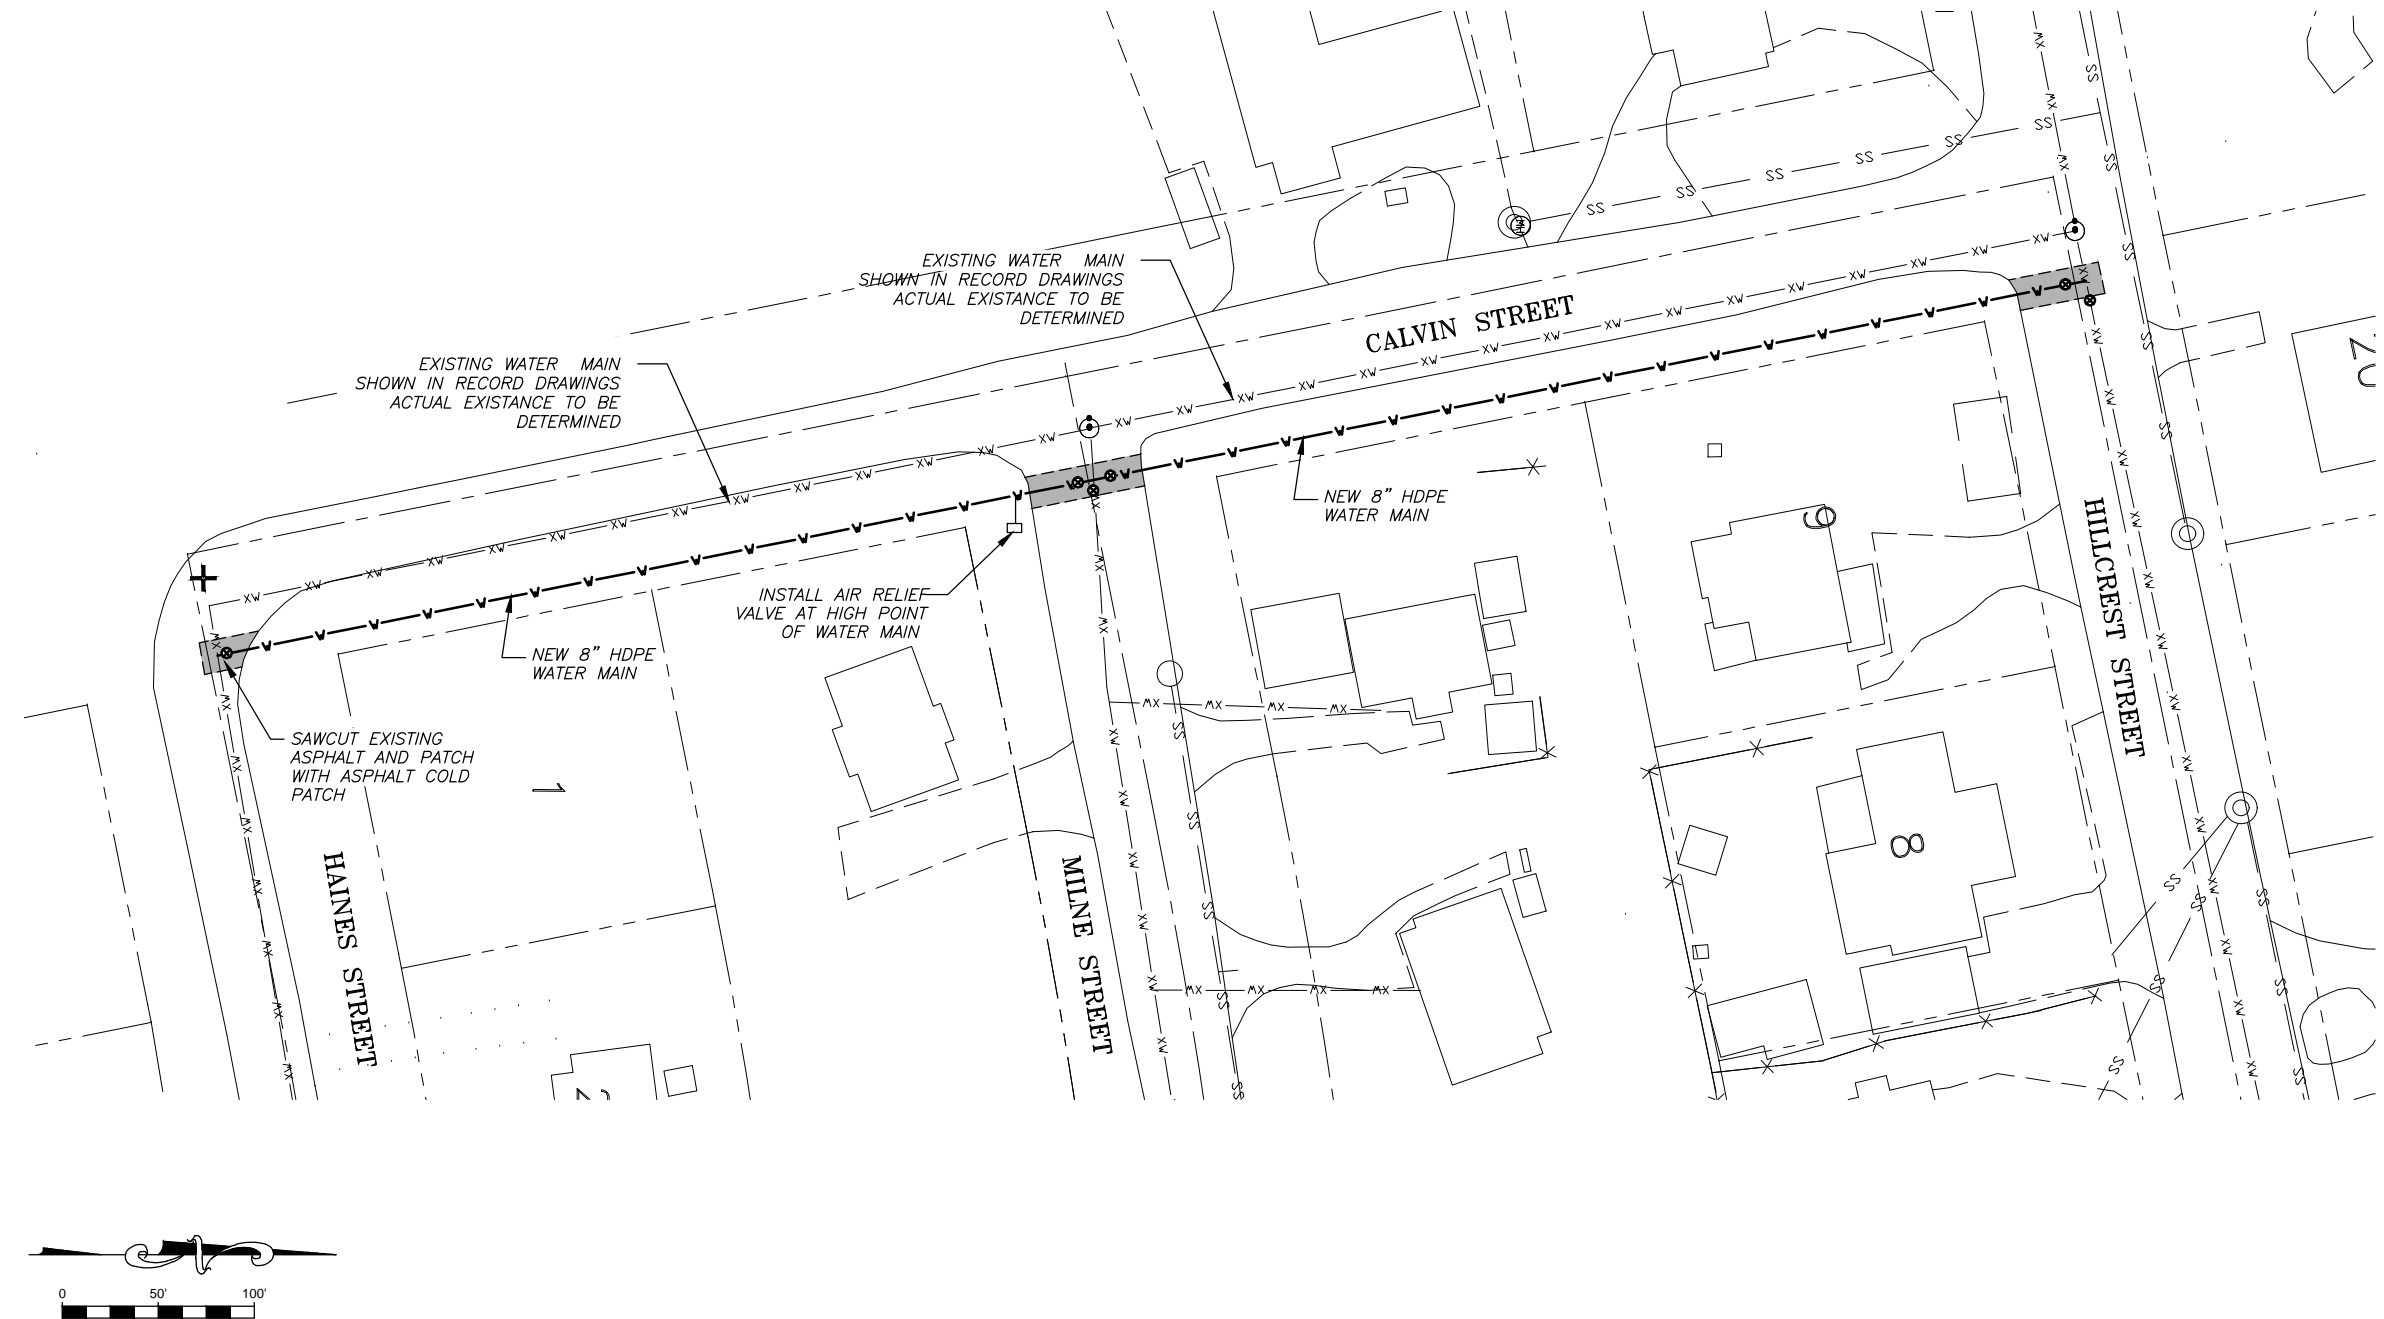 EXISTING WATER MAIN
SHOWN IN RECORD DRAWINGS
ACTUAL EXISTANCE TO BE
DETERMINED
EXISTING WATER MAIN
SHOWN IN RECORD DRAWINGS
ACTUAL EXISTANCE TO BE
DETERMINED
CALVIN STREET
NEW 8" HDPE
WATER MAIN
INSTALL AIR RELIEF
VALVE AT HIGH POINT
OF WATER MAIN
NEW 8" HDPE
WATER MAIN
SAWCUT EXISTING
ASPHALT AND PATCH
WITH ASPHALT COLD
PATCH
HAINES STREET
MILNE STREET
HILLCREST STREET
1
2
9
8
20
0 50' 100'